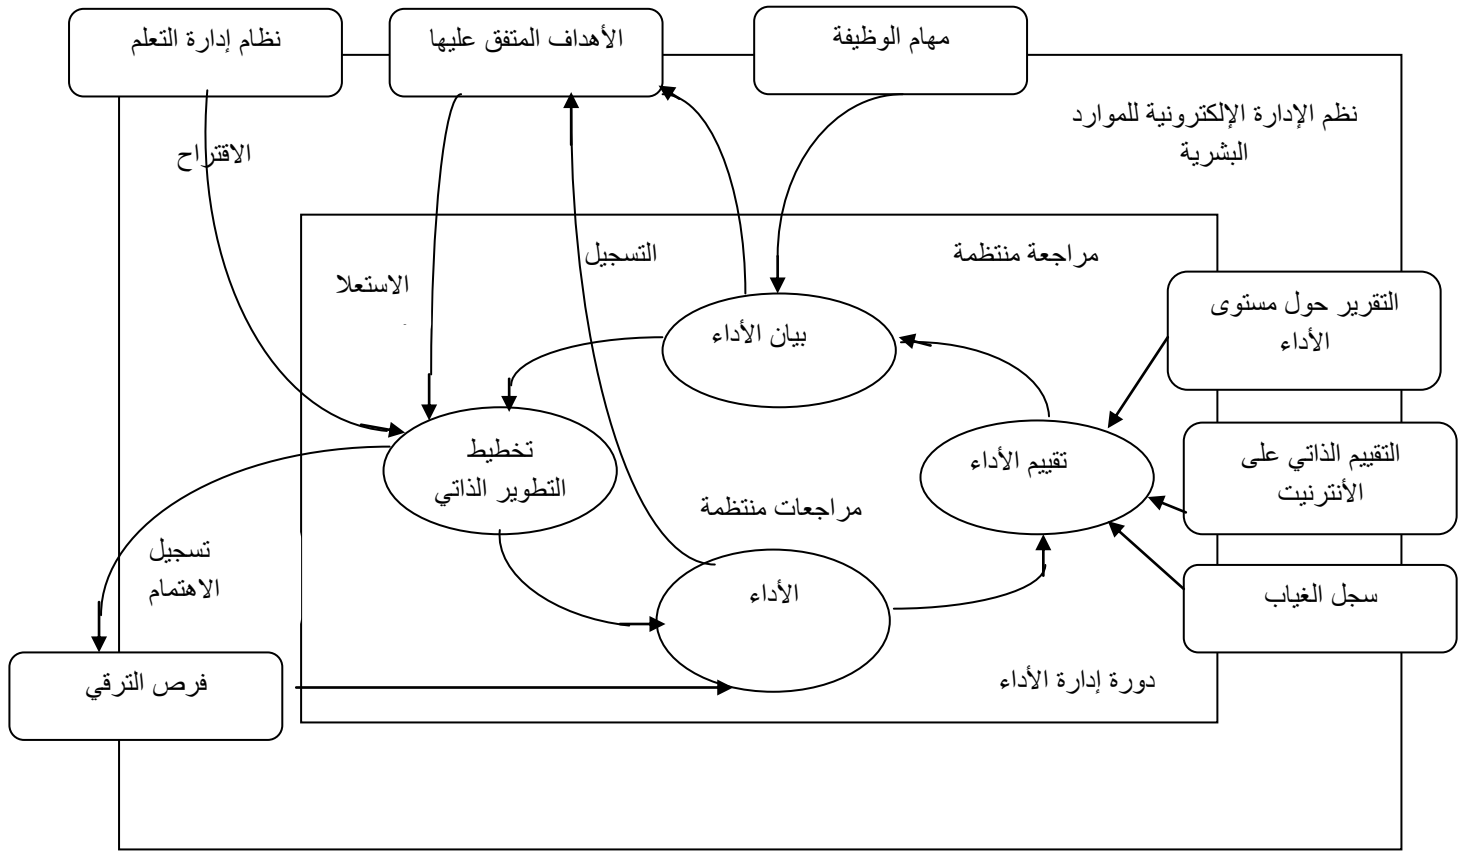 مهام الوظيفة
الأهداف المتفق عليها
نظام إدارة التعلم
نظم الإدارة الإلكترونية للموارد
البشرية
الاقتراح
مراجعة منتظمة
التسجيل
الاستعلا
التقرير حول مستوى
الأداء
بيان الأداء
التقييم الذاتي على
الأنترنيت
تقييم الأداء
تخطيط
التطوير الذاتي
مراجعات منتظمة
تسجيل
الاهتمام
الأداء
سجل الغياب
دورة إدارة الأداء
فرص الترقي